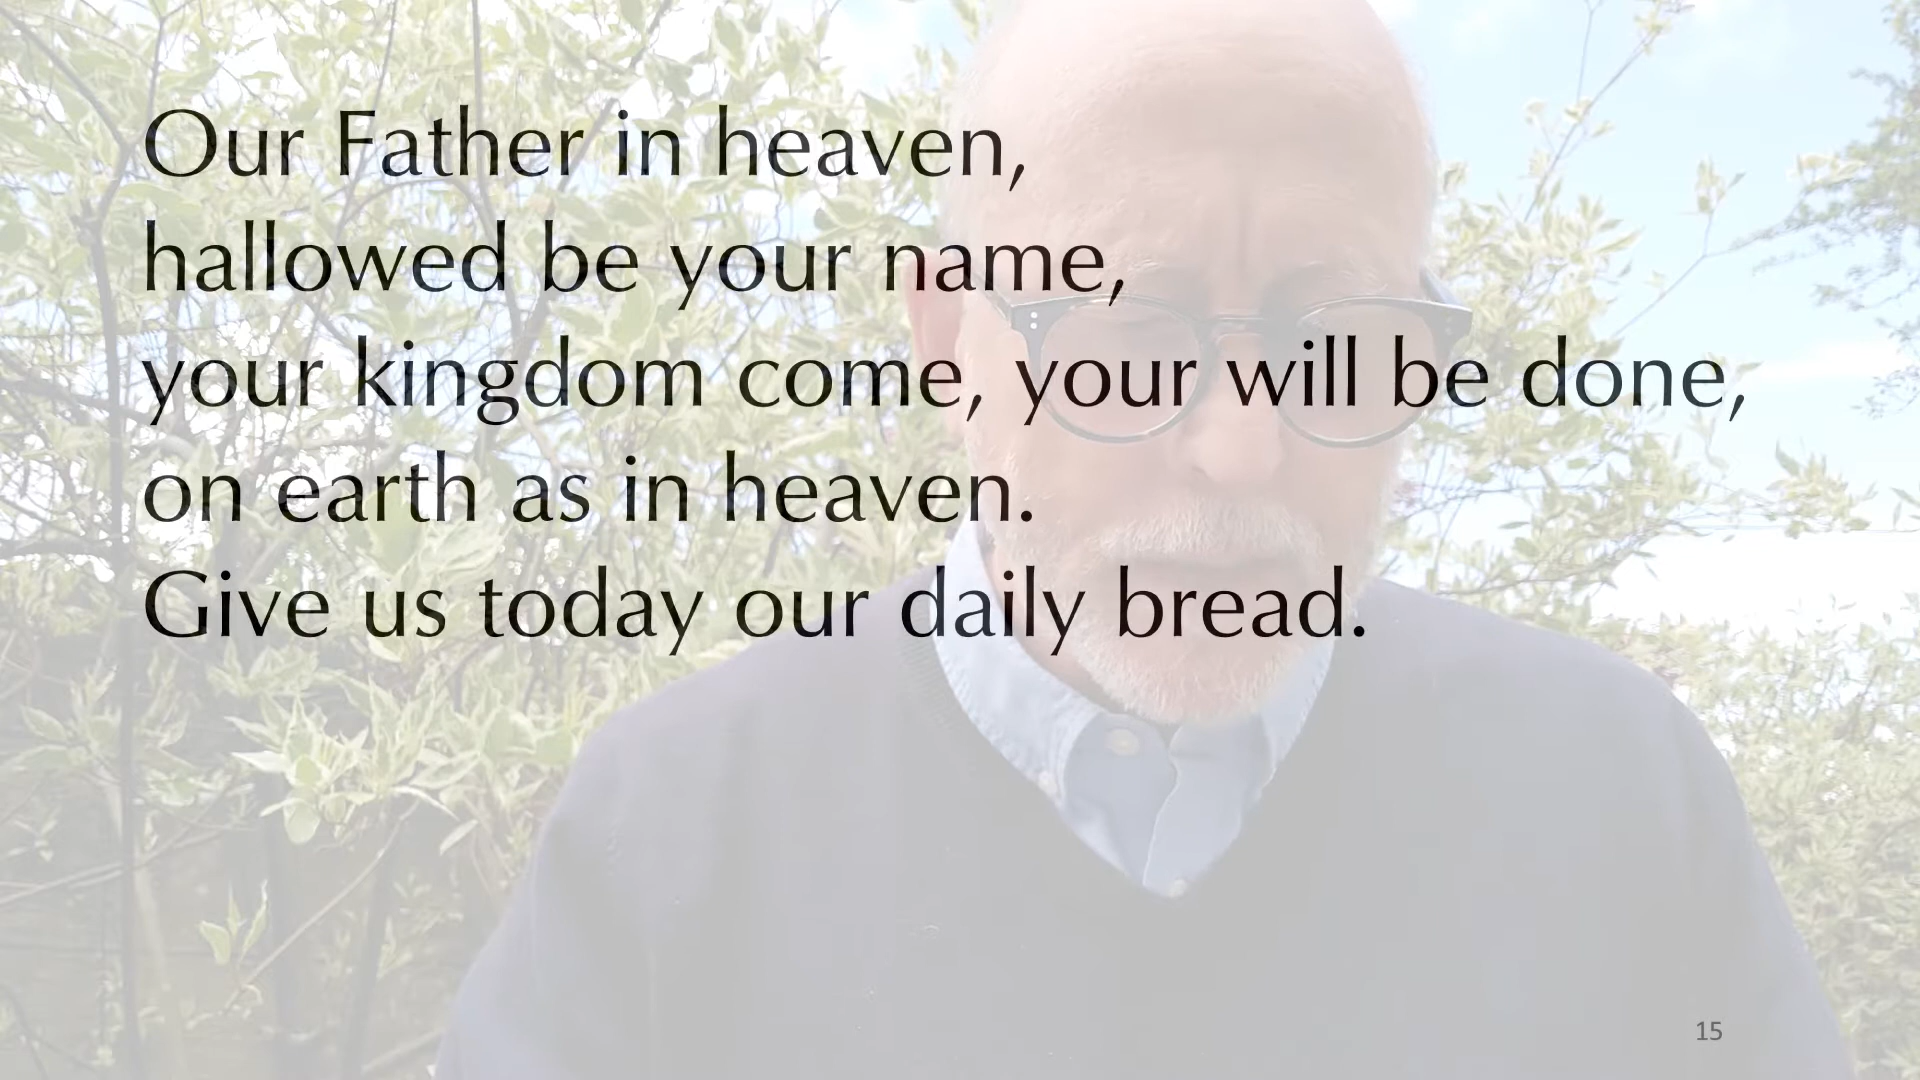 Our Father in heaven,
hallowed be your name,
your kingdom come, your will be done,
on earth as in heaven.
Give us today our daily bread.
15